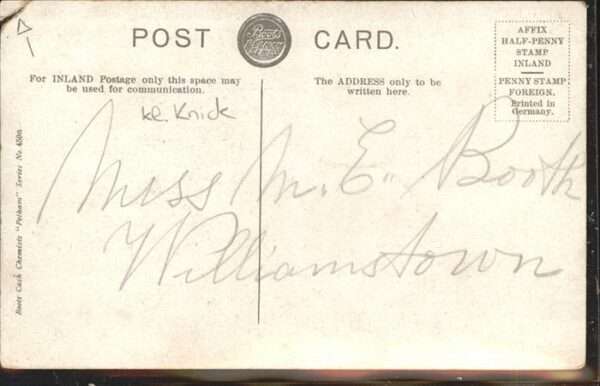 POST CARD.
Boots
AFFIX
HALF-PENNY
STAMP
INLAND
PENNY STAMP
FOREIGN.
Printed in
Germany.
For INLAND Postage only this space may
be used for communication.
The ADDRESS only to be
written here.
kl. Knick
Miss M. E. Booth
Williamstown
Boots Cash Chemists "Pelham" Series No.